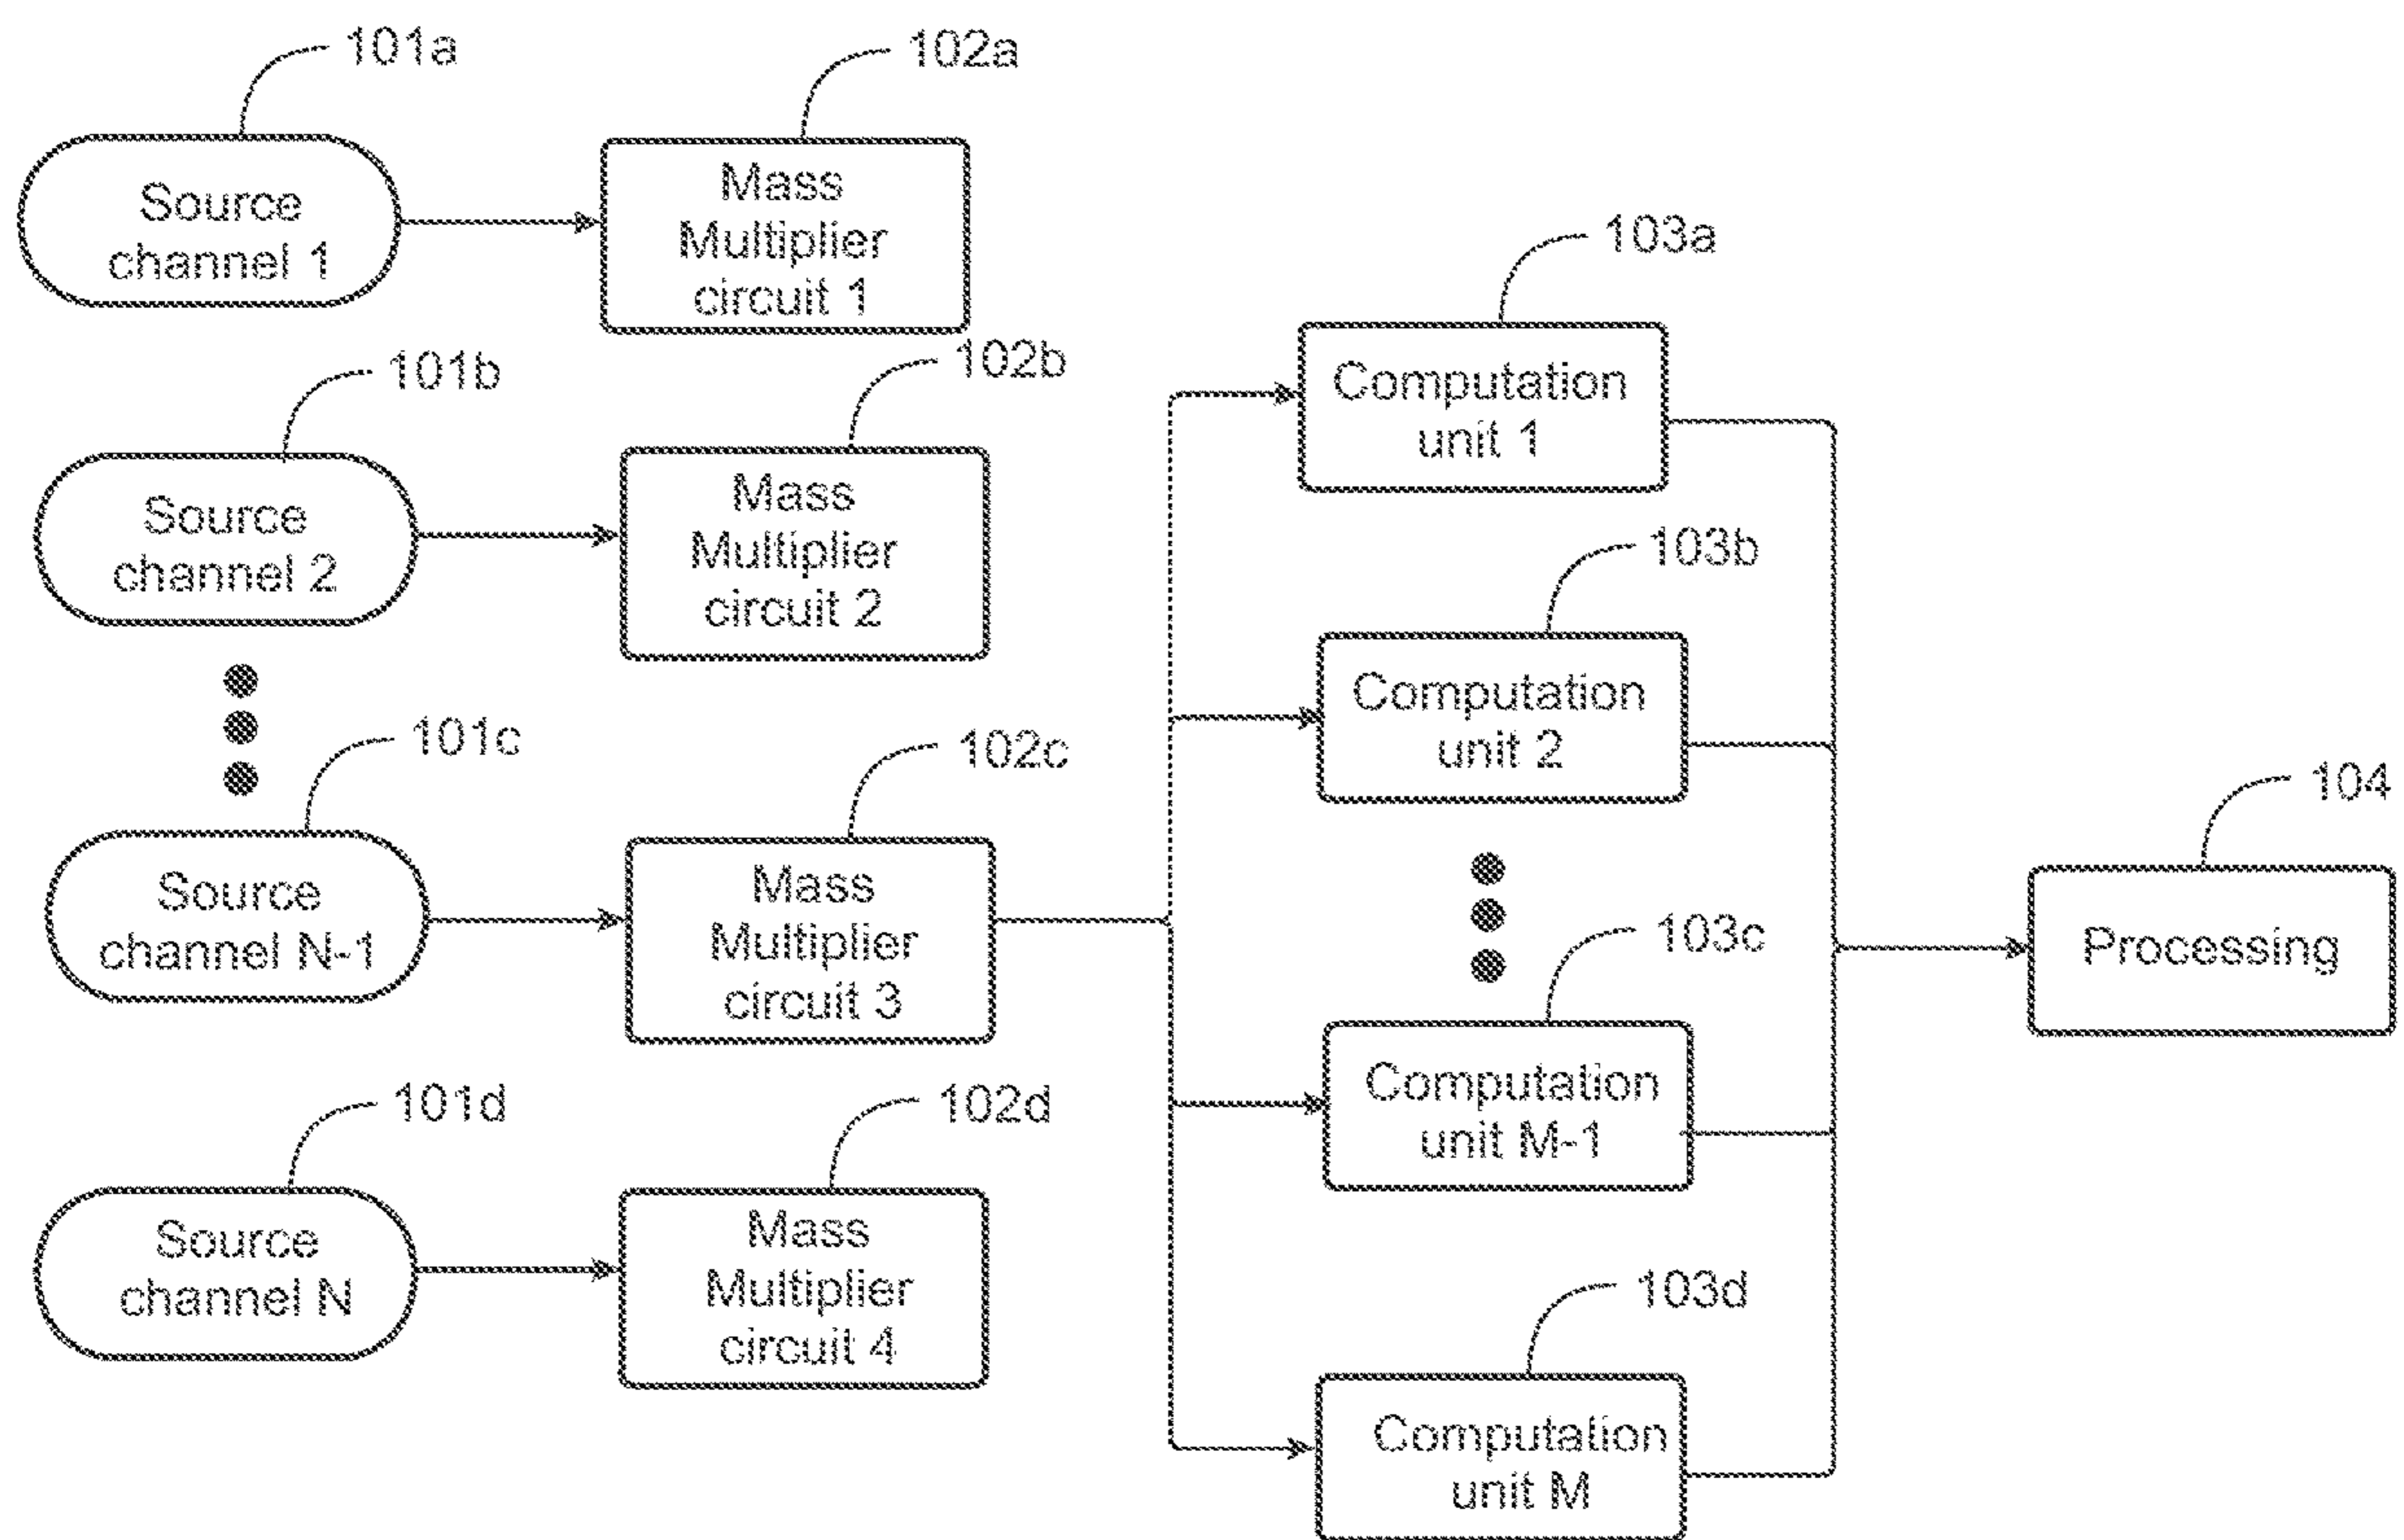 101a
102a
Source
channel 1
Mass
Multiplier
circuit 1
103a
101b
102b
Computation
unit 1
Source
channel 2
Mass
Multiplier
circuit 2
103b
Computation
unit 2
101c
102c
104
Source
channel N-1
Mass
Multiplier
circuit 3
103c
Processing
Computation
unit M-1
101d
102d
Source
channel N
Mass
Multiplier
circuit 4
103d
Computation
unit M